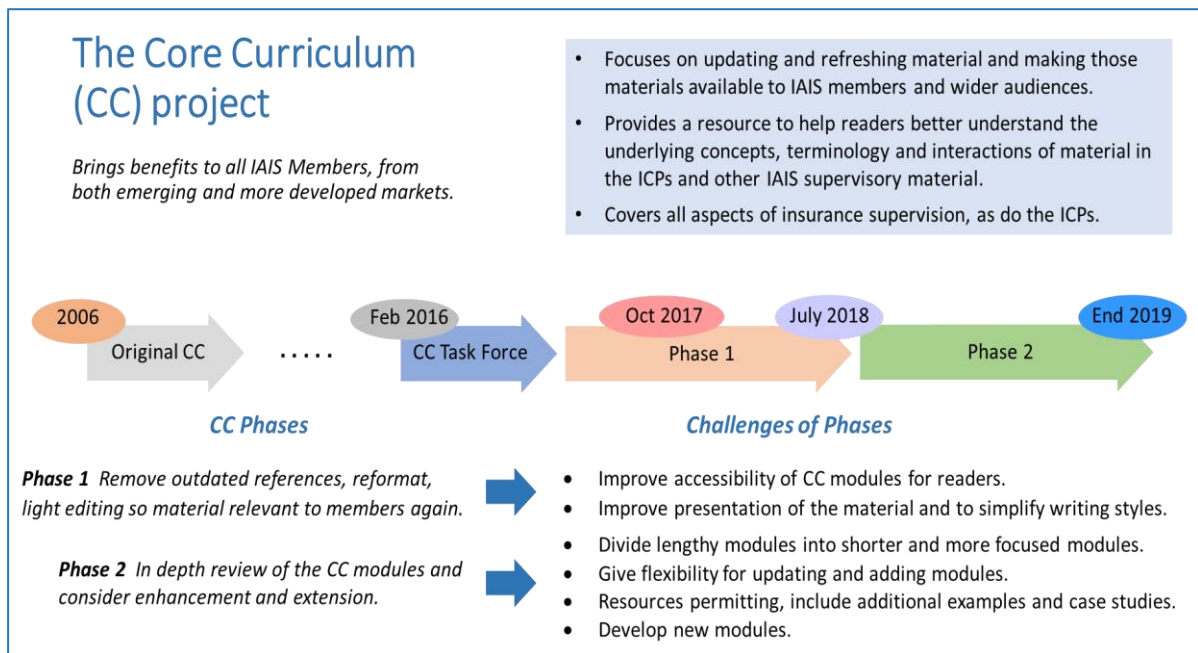 The Core Curriculum
(CC) project
Brings benefits to all IAIS Members, from
both emerging and more developed markets.
• Focuses on updating and refreshing material and making those
materials available to IAIS members and wider audiences.
• Provides a resource to help readers better understand the
underlying concepts, terminology and interactions of material in
the ICPs and other IAIS supervisory material.
• Covers all aspects of insurance supervision, as do the ICPs.
2006
Original CC
.....
Feb 2016
CC Task Force
Oct 2017
Phase 1
July 2018
Phase 2
End 2019
CC Phases
Phase 1 Remove outdated references, reformat,
light editing so material relevant to members again.
Phase 2 In depth review of the CC modules and
consider enhancement and extension.
Challenges of Phases
• Improve accessibility of CC modules for readers.
• Improve presentation of the material and to simplify writing styles.
• Divide lengthy modules into shorter and more focused modules.
• Give flexibility for updating and adding modules.
• Resources permitting, include additional examples and case studies.
• Develop new modules.